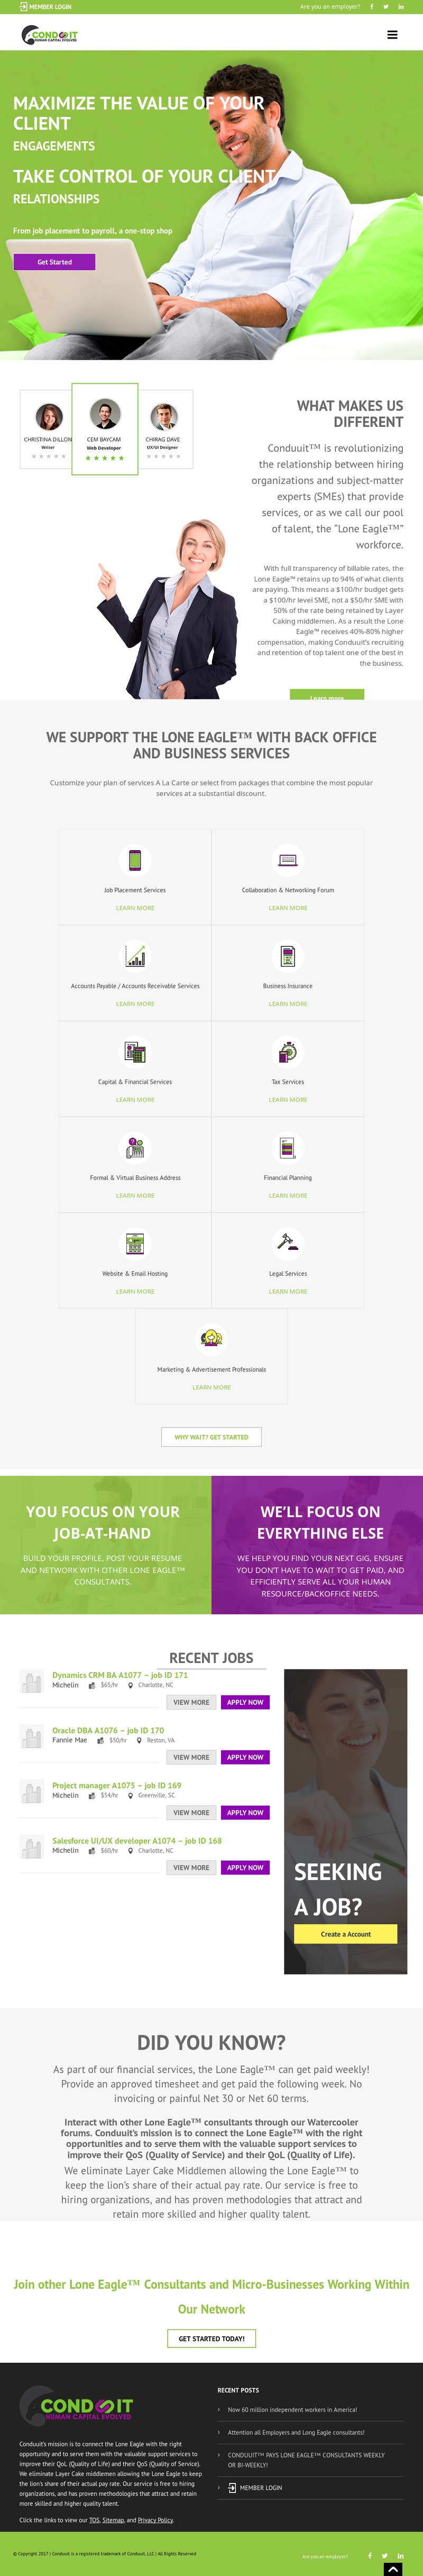 MEMBER LOGIN
Are you an employer?
CONDUIT
HUMAN CAPITAL EVOLVED
MAXIMIZE THE VALUE OF YOUR
CLIENT
ENGAGEMENTS
TAKE CONTROL OF YOUR CLIENT
RELATIONSHIPS
From job placement to payroll, a one-stop shop
Get Started
CHRISTINA DILLON
Writer
CEM BAYCAM
Web Developer
CHIRAG DAVE
UX/UI Designer
WHAT MAKES US
DIFFERENT
Conduuit™ is revolutionizing
the relationship between hiring
organizations and subject-matter
experts (SMEs) that provide
services, or as we call our pool
of talent, the “Lone Eagle™”
workforce.
With full transparency of billable rates, the
Lone Eagle™ retains up to 94% of what clients
are paying. This means a $100/hr budget gets
a $100/hr level SME, not a $50/hr SME with
50% of the rate being retained by Layer
Caking middlemen. As a result the Lone
Eagle™ receives 40%-80% higher
compensation, making Conduit’s recruiting
and retention of top talent one of the best in
the business.
Learn more
WE SUPPORT THE LONE EAGLE™ WITH BACK OFFICE
AND BUSINESS SERVICES
Customize your plan of services A La Carte or select from packages that combine the most popular
services at a substantial discount.
Job Placement Services
LEARN MORE
Collaboration & Networking Forum
LEARN MORE
Accounts Payable / Accounts Receivable Services
LEARN MORE
Business Insurance
LEARN MORE
Capital & Financial Services
LEARN MORE
Tax Services
LEARN MORE
Formal & Virtual Business Address
LEARN MORE
Financial Planning
LEARN MORE
Website & Email Hosting
LEARN MORE
Legal Services
LEARN MORE
Marketing & Advertisement Professionals
LEARN MORE
WHY WAIT? GET STARTED
YOU FOCUS ON YOUR
JOB-AT-HAND
BUILD YOUR PROFILE, POST YOUR RESUME
AND NETWORK WITH OTHER LONE EAGLE™
CONSULTANTS.
WE’LL FOCUS ON
EVERYTHING ELSE
WE HELP YOU FIND YOUR NEXT GIG, ENSURE
YOU DON’T HAVE TO WAIT TO GET PAID, AND
EFFICIENTLY SERVE ALL YOUR HUMAN
RESOURCE/BACKOFFICE NEEDS.
RECENT JOBS
Dynamics CRM BA A1077 – job ID 171
Michelin $65/hr Charlotte, NC
VIEW MORE APPLY NOW
Oracle DBA A1076 – job ID 170
Fannie Mae $50/hr Reston, VA
VIEW MORE APPLY NOW
Project manager A1075 – job ID 169
Michelin $54/hr Greenville, SC
VIEW MORE APPLY NOW
Salesforce UI/UX developer A1074 – job ID 168
Michelin $60/hr Charlotte, NC
VIEW MORE APPLY NOW
SEEKING
A JOB?
Create a Account
DID YOU KNOW?
As part of our financial services, the Lone Eagle™ can get paid weekly!
Provide an approved timesheet and get paid the following week. No
invoicing or painful Net 30 or Net 60 terms.
Interact with other Lone Eagle™ consultants through our Watercooler
forums. Conduit’s mission is to connect the Lone Eagle™ with the right
opportunities and to serve them with the valuable support services to
improve their QoS (Quality of Service) and their QoL (Quality of Life).
We eliminate Layer Cake Middlemen allowing the Lone Eagle™ to
keep the lion’s share of their actual pay rate. Our service is free to
hiring organizations, and has proven methodologies that attract and
retain more skilled and higher quality talent.
Join other Lone Eagle™ Consultants and Micro-Businesses Working Within
Our Network
GET STARTED TODAY!
CONDUIT
HUMAN CAPITAL EVOLVED
Conduit’s mission is to connect the Lone Eagle with the right
opportunity and to serve them with the valuable support services to
improve their QoL (Quality of Life) and their QoS (Quality of Service).
We eliminate Layer Cake middlemen allowing the Lone Eagle to keep
the lion’s share of their actual pay rate. Our service is free to hiring
organizations, and has proven methodologies that attract and retain
more skilled and higher quality talent.
Click the links to view our TOS, Sitemap, and Privacy Policy.
RECENT POSTS
Now 60 million independent workers in America!
Attention all Employers and Long Eagle consultants!
CONDUUIT™ PAYS LONE EAGLE™ CONSULTANTS WEEKLY
OR BI-WEEKLY!
MEMBER LOGIN
© Copyright 2017 | Conduit is a registered trademark of Conduit, LLC | All Rights Reserved
Are you an employer?